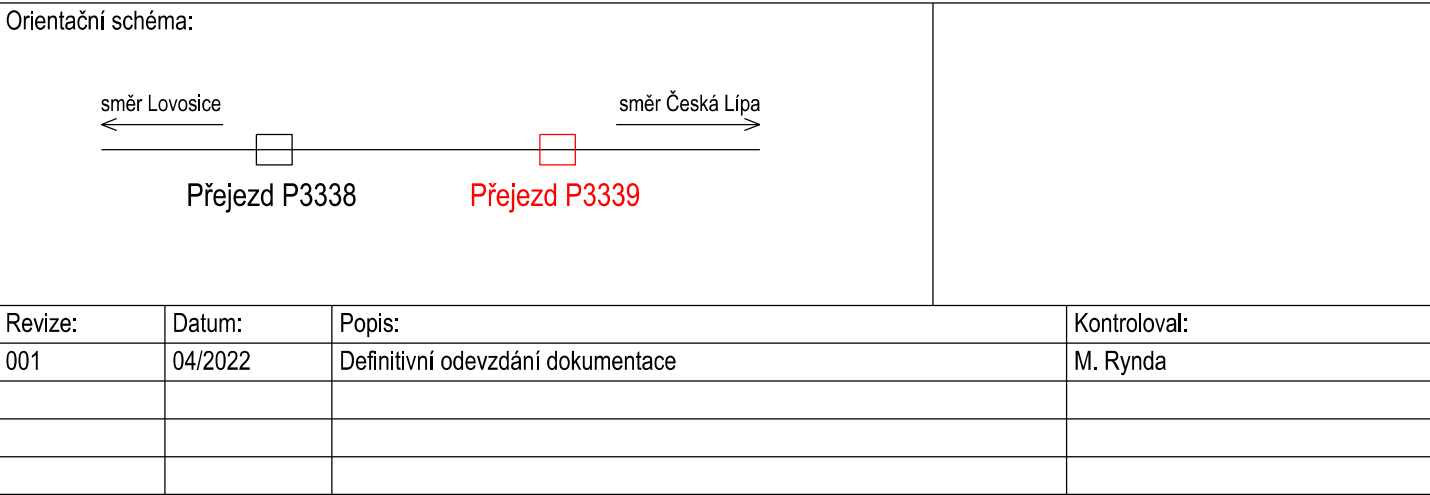 Orientační schéma:
směr Lovosice
směr Česká Lípa
Přejezd P3338
Přejezd P3339
Revize: Datum: Popis: Kontroloval:
001 04/2022 Definitivní odevzdání dokumentace M. Rynda